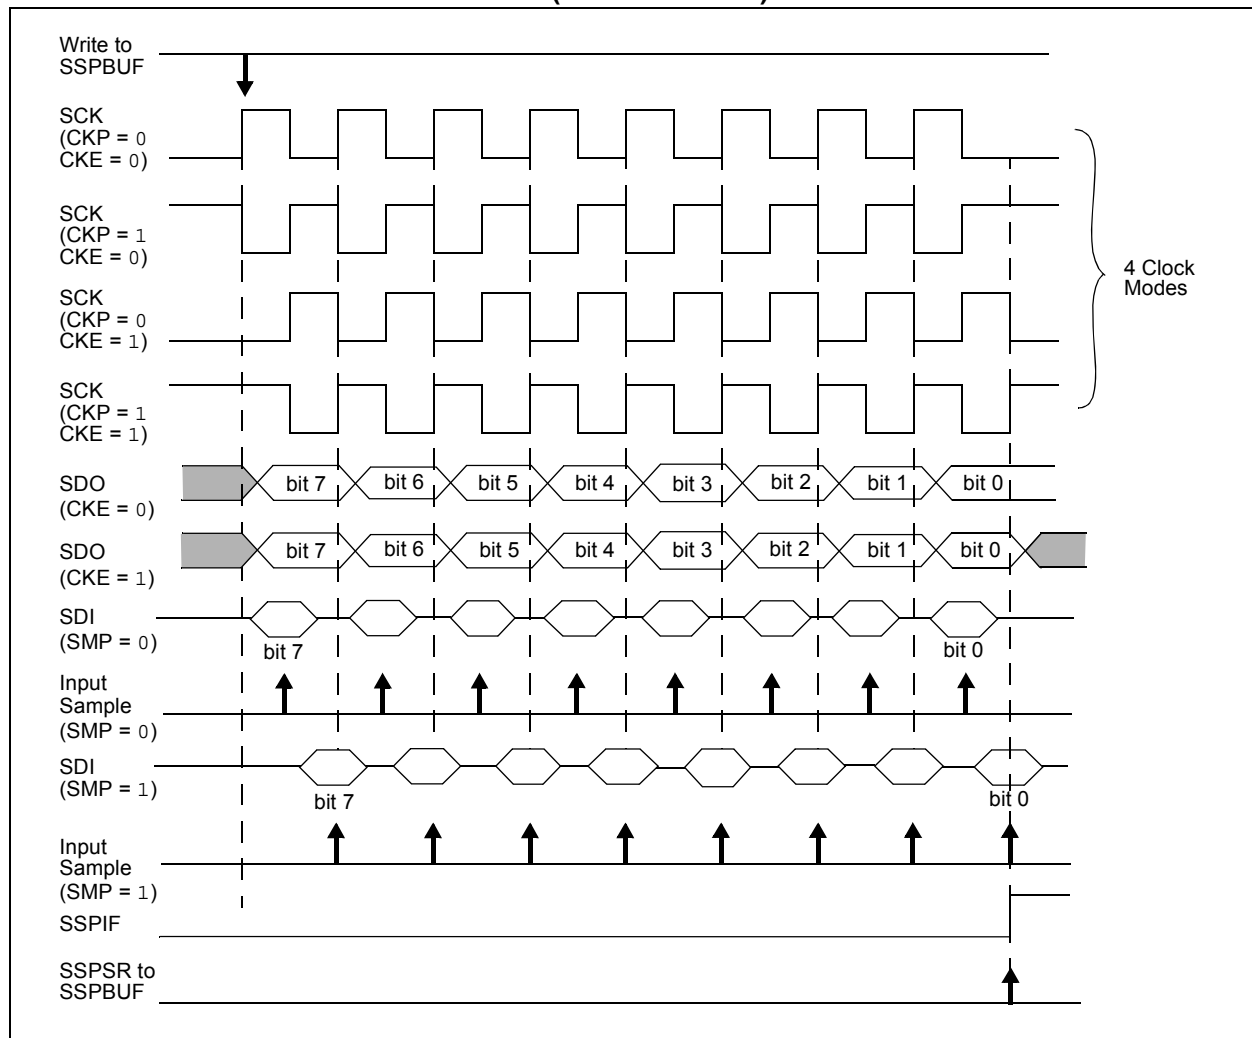 Write to
SSPBUF
SCK
(CKP = 0
CKE = 0)
SCK
(CKP = 1
CKE = 0)
4 Clock
Modes
SCK
(CKP = 0
CKE = 1)
SCK
(CKP = 1
CKE = 1)
SDO
(CKE = 0)
bit 7 bit 6 bit 5 bit 4 bit 3 bit 2 bit 1 bit 0
SDO
(CKE = 1)
bit 7 bit 6 bit 5 bit 4 bit 3 bit 2 bit 1 bit 0
SDI
(SMP = 0)
bit 7 bit 0
Input
Sample
(SMP = 0)
SDI
(SMP = 1)
bit 7 bit 0
Input
Sample
(SMP = 1)
SSPIF
SSPSR to
SSPBUF